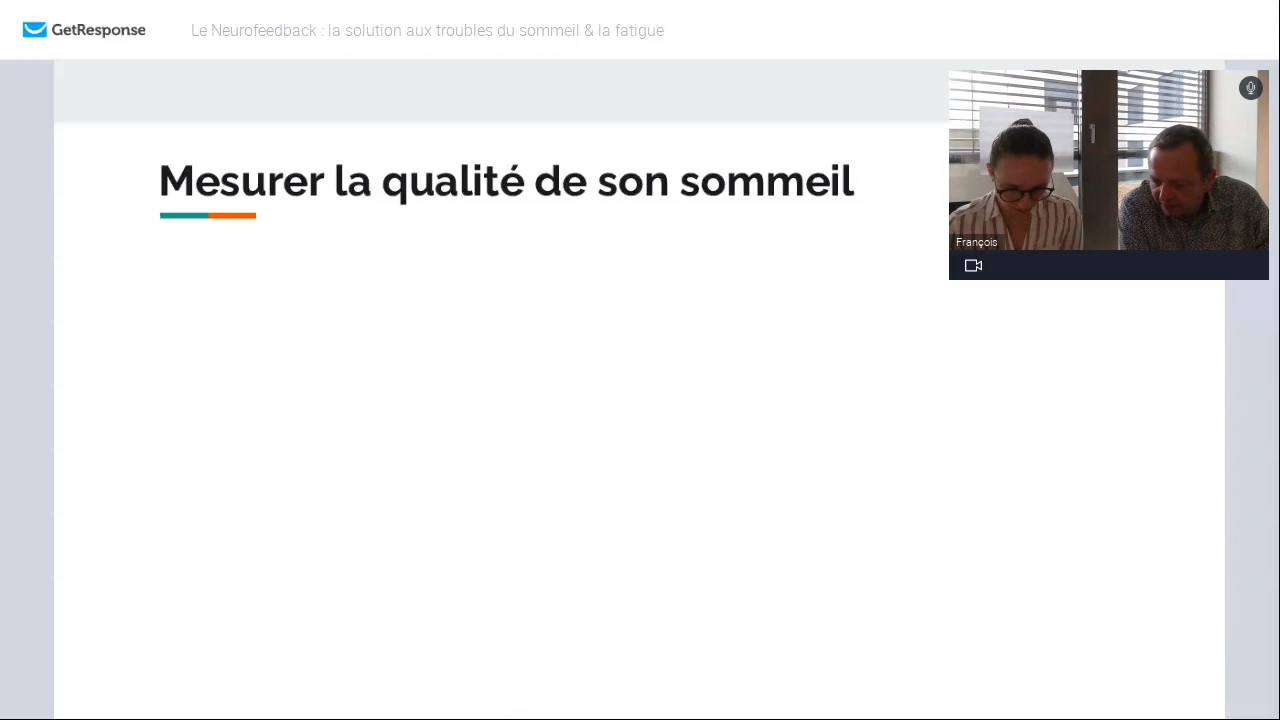 GetResponse
Le Neurofeedback : la solution aux troubles du sommeil & la fatigue
Mesurer la qualité de son sommeil
François